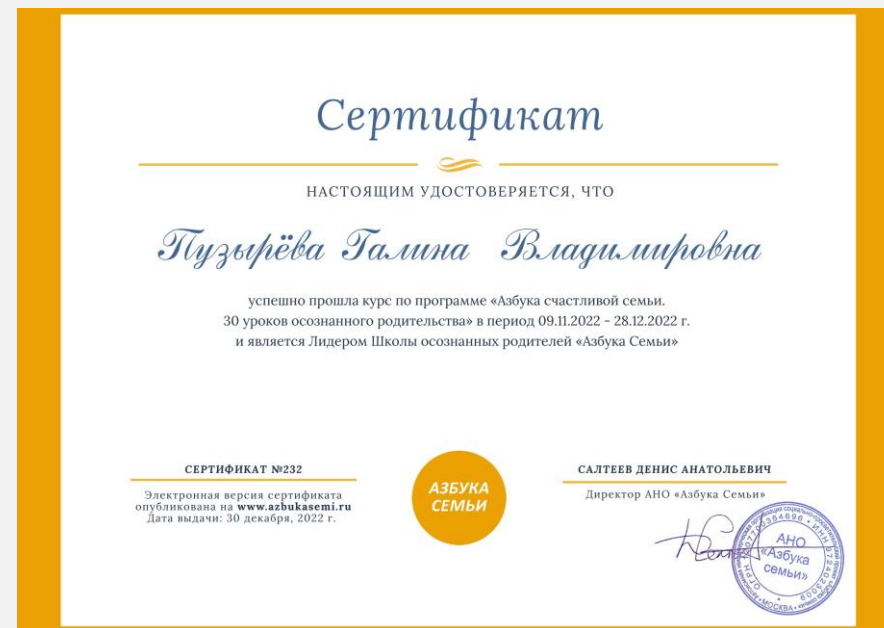 Сертификат
НАСТОЯЩИМ УДОСТОВЕРЯЕТСЯ, ЧТО
Пузырёва Галина Владимировна
успешно прошла курс по программе «Азбука счастливой семьи.
30 уроков осознанного родительства» в период 09.11.2022 - 28.12.2022 г.
и является Лидером Школы осознанных родителей «Азбука Семьи»
СЕРТИФИКАТ №232
Электронная версия сертификата
опубликована на www.azbukasemi.ru
Дата выдачи: 30 декабря, 2022 г.
АЗБУКА
СЕМЬИ
САЛТЕЕВ ДЕНИС АНАТОЛЬЕВИЧ
Директор АНО «Азбука Семьи»
АНО
«Азбука
семьи»
МОСКВА